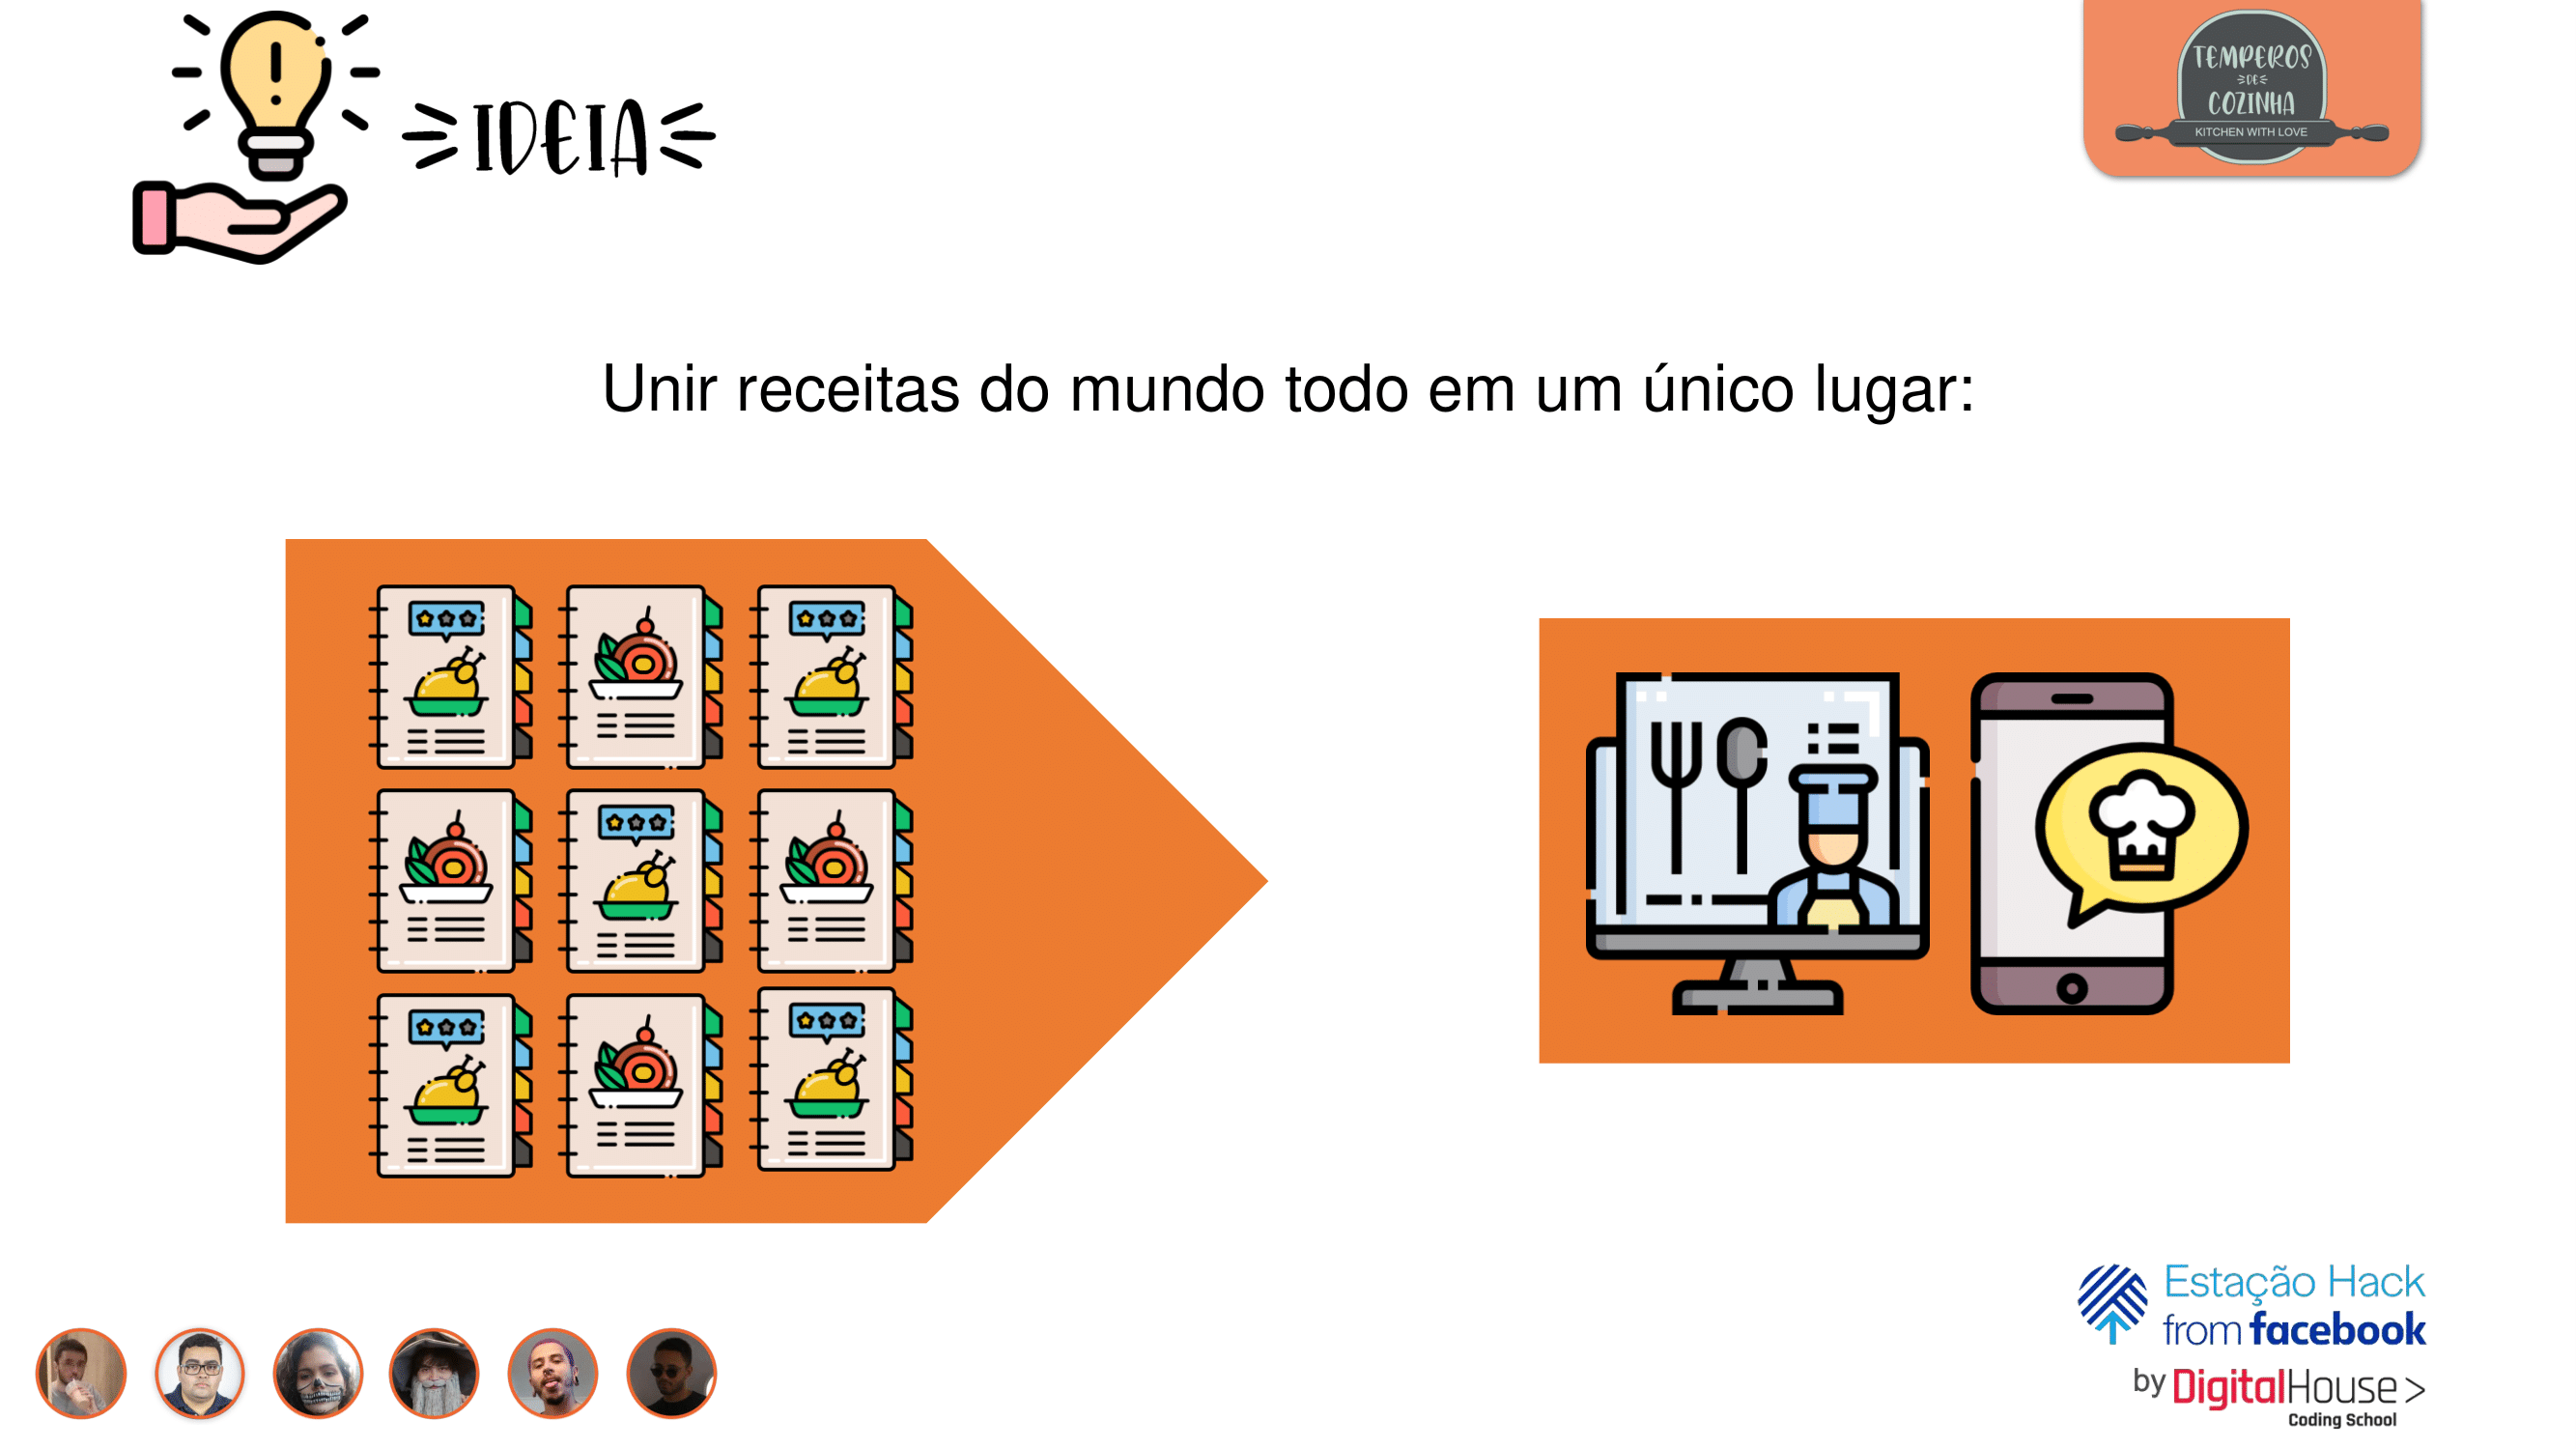 IDEIA
TEMPEROS
DE
COZINHA
KITCHEN WITH LOVE
Unir receitas do mundo todo em um único lugar:
Estação Hack
from facebook
by DigitalHouse >
Coding School